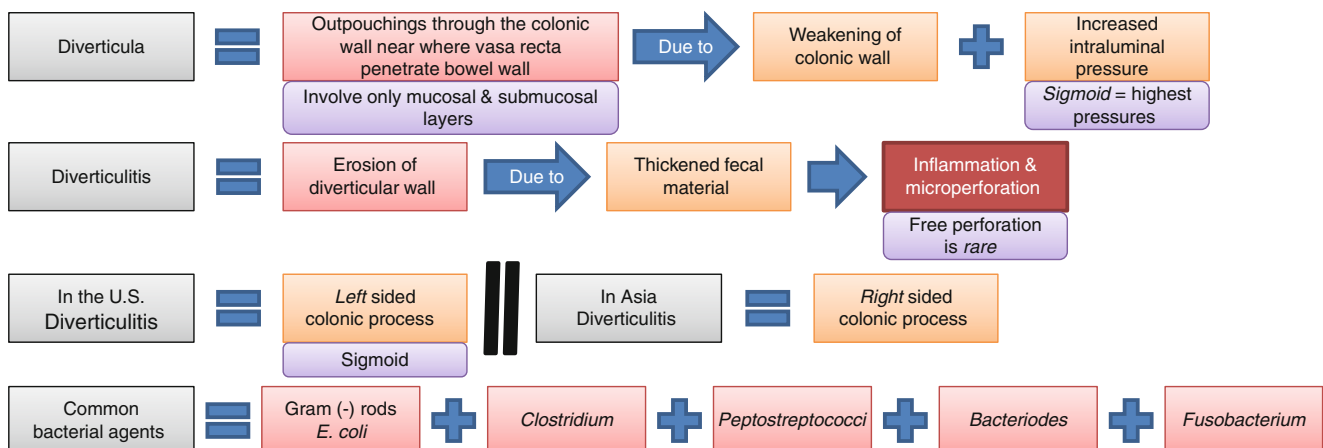 Diverticula
Outpouchings through the colonic
wall near where vasa recta
penetrate bowel wall
Involve only mucosal & submucosal
layers
Due to
Weakening of
colonic wall
Increased
intraluminal
pressure
Sigmoid = highest
pressures
Diverticulitis
Erosion of
diverticular wall
Due to
Thickened fecal
material
Inflammation &
microperforation
Free perforation
is rare
In the U.S.
Diverticulitis
Left sided
colonic process
Sigmoid
In Asia
Diverticulitis
Right sided
colonic process
Common
bacterial agents
Gram (-) rods
E. coli
Clostridium
Peptostreptococci
Bacteriodes
Fusobacterium